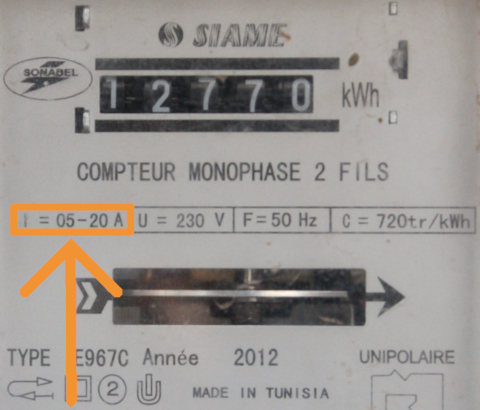 SIAME
SONABEL
12770 kWh
COMPTEUR MONOPHASE 2 FILS
I = 05-20 A U = 230 V F = 50 Hz C = 720tr/kWh
TYPE E967C Année 2012 UNIPOLAIRE
2 MADE IN TUNISIA